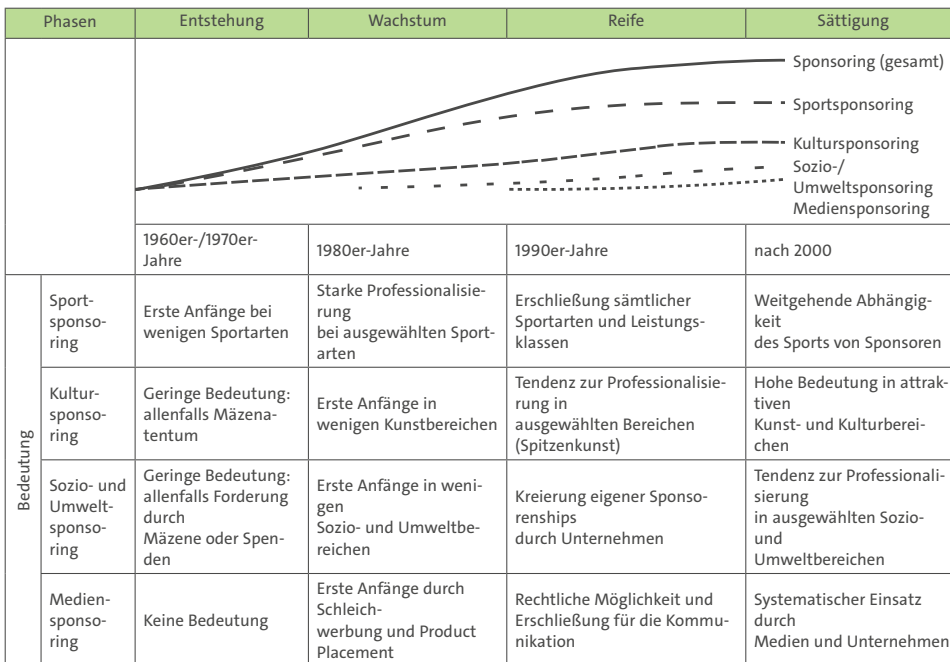 Phasen Entstehung Wachstum Reife Sättigung
Sponsoring (gesamt)
Sportsponsoring
Kultursponsoring
Sozio-/
Umweltsponsoring
Mediensponsoring
1960er-/1970er-
Jahre
1980er-Jahre
1990er-Jahre
nach 2000
Bedeutung
Sport-
sponso-
ring
Erste Anfänge bei
wenigen Sportarten
Starke Professionalisie-
rung
bei ausgewählten Sport-
arten
Erschließung sämtlicher
Sportarten und Leistungs-
klassen
Weitgehende Abhängig-
keit
des Sports von Sponsoren
Kultur-
sponso-
ring
Geringe Bedeutung:
allenfalls Mäzena-
tentum
Erste Anfänge in
wenigen Kunstbereichen
Tendenz zur Professionalisie-
rung in
ausgewählten Bereichen
(Spitzenkunst)
Hohe Bedeutung in attrak-
tiven
Kunst- und Kulturberei-
chen
Sozio- und
Umwelt-
sponso-
ring
Geringe Bedeutung:
allenfalls Forderung
durch
Mäzene oder Spen-
den
Erste Anfänge in weni-
gen
Sozio- und Umweltbe-
reichen
Kreierung eigener Sponso-
renships
durch Unternehmen
Tendenz zur Professionali-
sierung
in ausgewählten Sozio-
und
Umweltbereichen
Medien-
sponso-
ring
Keine Bedeutung
Erste Anfänge durch
Schleich-
werbung und Product
Placement
Rechtliche Möglichkeit und
Erschließung für die Kommu-
nikation
Systematischer Einsatz
durch
Medien und Unternehmen